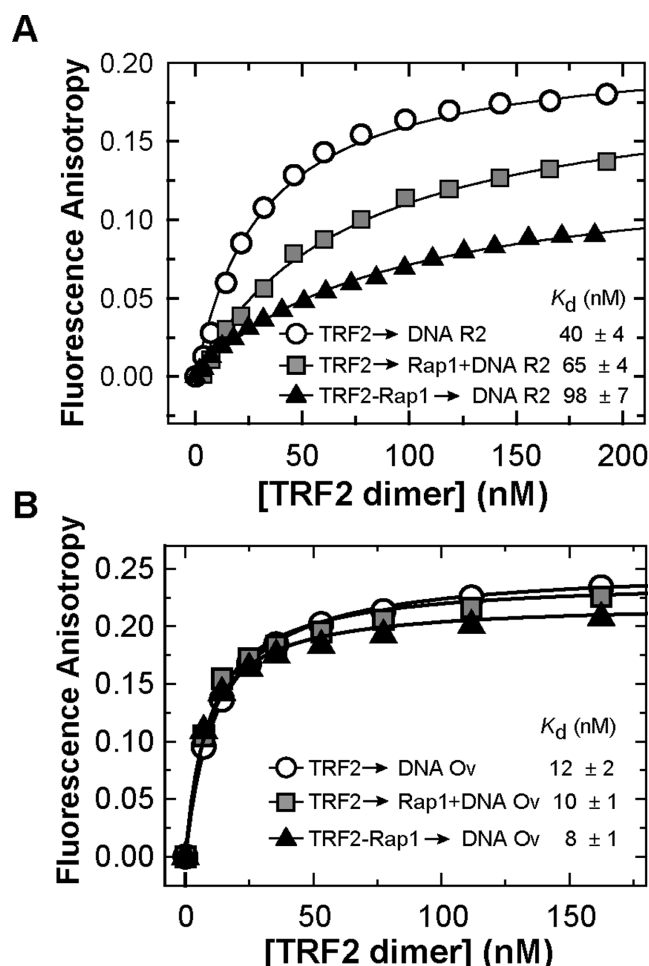 A
Fluorescence Anisotropy
0.20
0.15
0.10
0.05
0.00
Kd (nM)
TRF2→ DNA R2 40 ± 4
TRF2→ Rap1+DNA R2 65 ± 4
TRF2-Rap1→ DNA R2 98 ± 7
0 50 100 150 200
[TRF2 dimer] (nM)
B
Fluorescence Anisotropy
0.25
0.20
0.15
0.10
0.05
0.00
Kd (nM)
TRF2→ DNA Ov 12 ± 2
TRF2→ Rap1+DNA Ov 10 ± 1
TRF2-Rap1→ DNA Ov 8 ± 1
0 50 100 150
[TRF2 dimer] (nM)